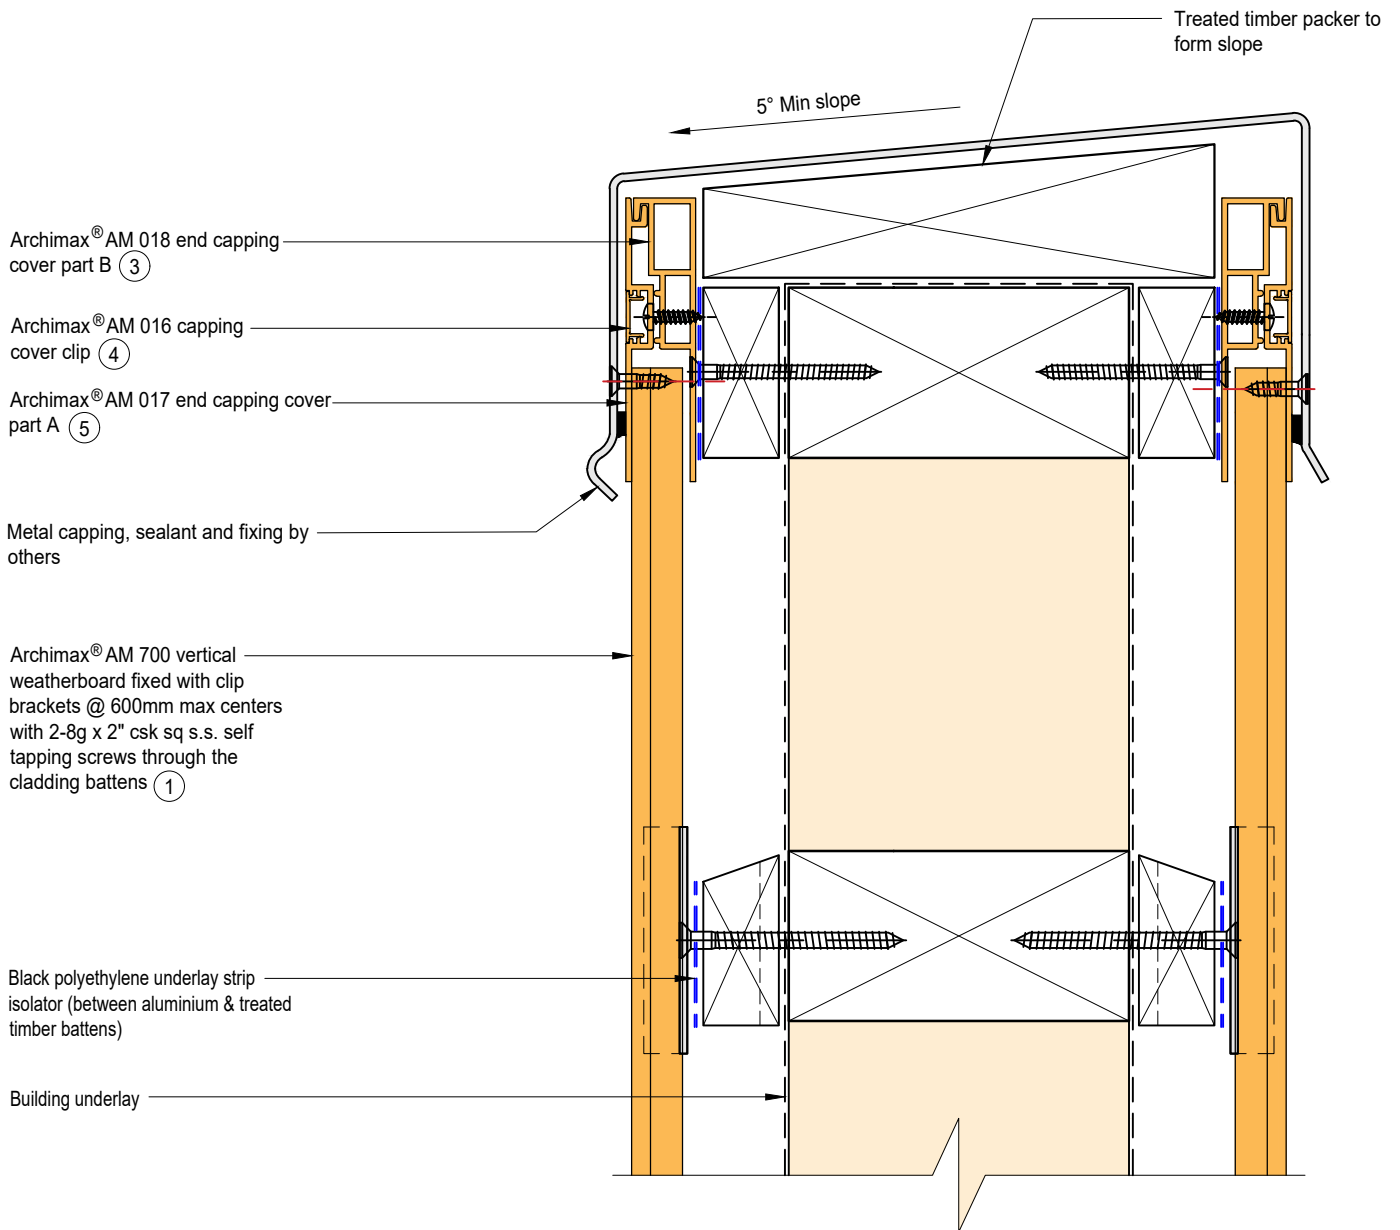 Treated timber packer to
form slope
5° Min slope
Archimax® AM 018 end capping
cover part B 3
Archimax® AM 016 capping
cover clip 4
Archimax® AM 017 end capping cover
part A 5
Metal capping, sealant and fixing by
others
Archimax® AM 700 vertical
weatherboard fixed with clip
brackets @ 600mm max centers
with 2-8g x 2" csk sq s.s. self
tapping screws through the
cladding battens 1
Black polyethylene underlay strip
isolator (between aluminium & treated
timber battens)
Building underlay